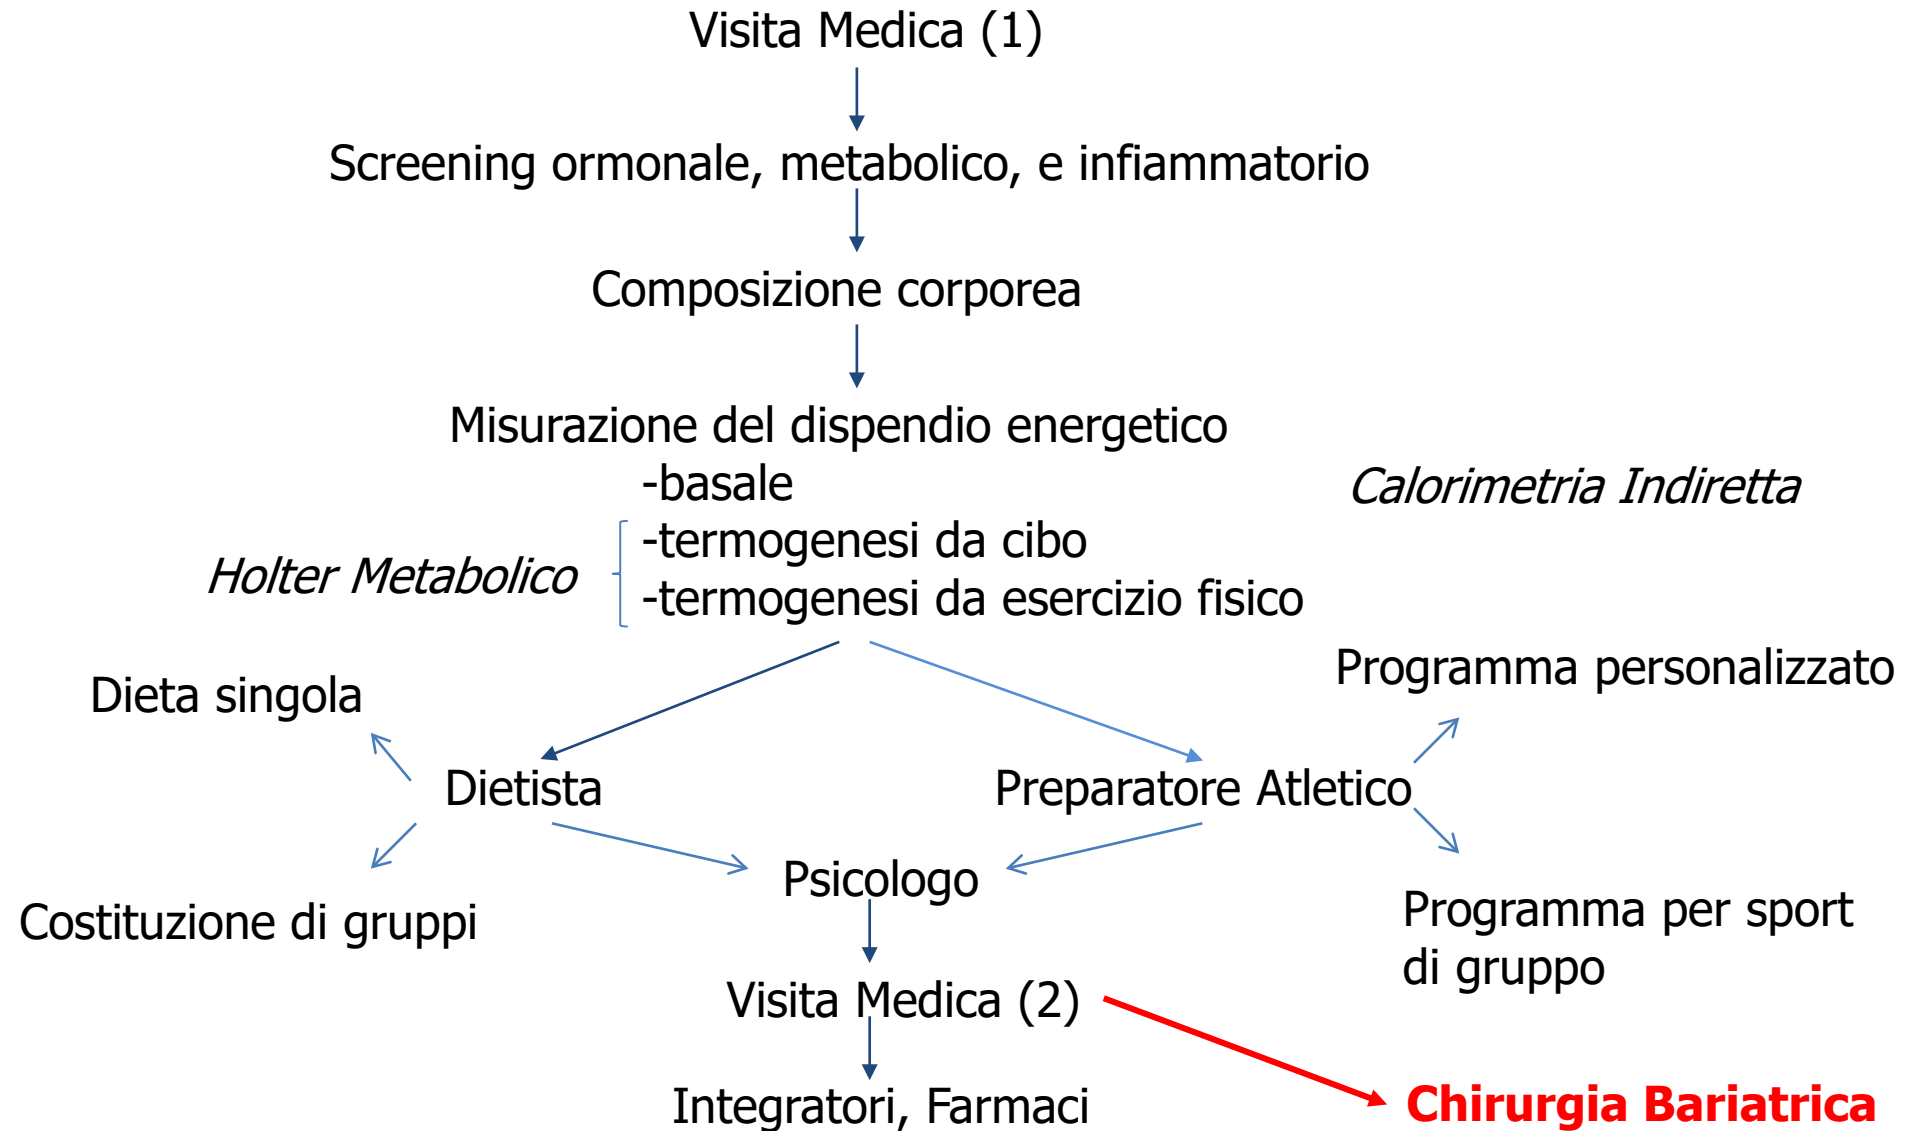 Visita Medica (1)
Screening ormonale, metabolico, e infiammatorio
Composizione corporea
Misurazione del dispendio energetico
-basale
Calorimetria Indiretta
-termogenesi da cibo
Holter Metabolico
-termogenesi da esercizio fisico
Programma personalizzato
Dieta singola
Dietista
Preparatore Atletico
Psicologo
Costituzione di gruppi
Programma per sport
di gruppo
Visita Medica (2)
Integratori, Farmaci
Chirurgia Bariatrica